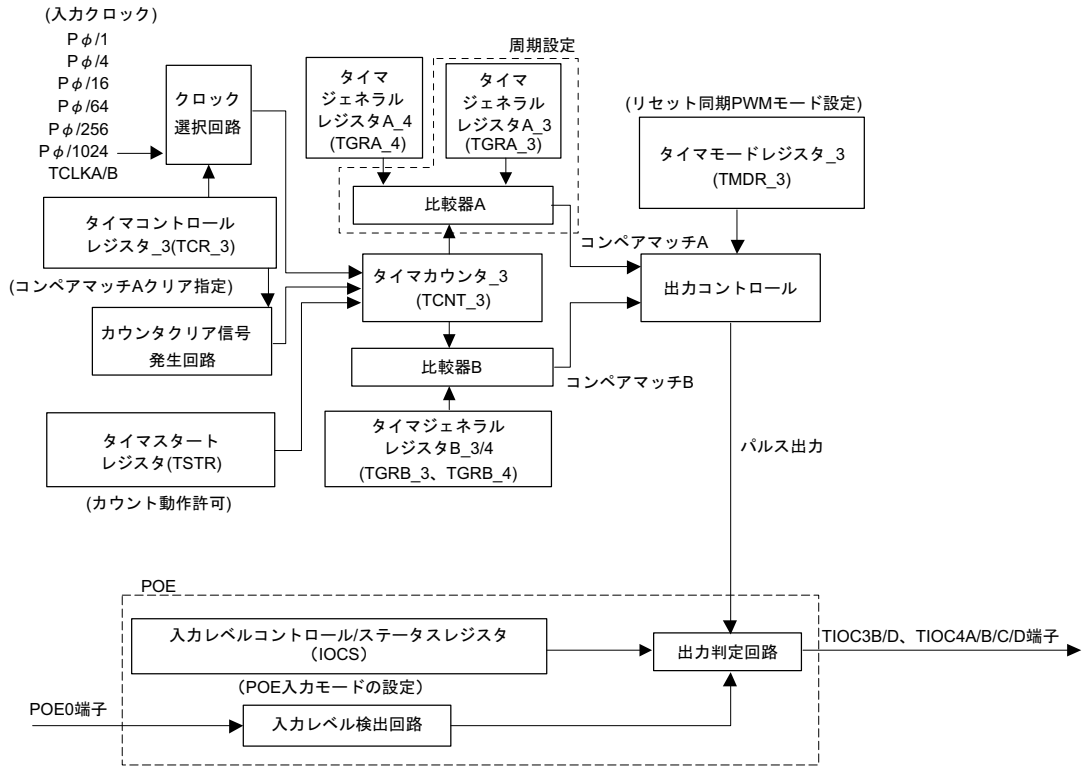 (入力クロック)
Pφ/1
Pφ/4
Pφ/16
Pφ/64
Pφ/256
Pφ/1024
TCLKA/B
クロック
選択回路
周期設定
タイマ
ジェネラル
レジスタA_4
(TGRA_4)
タイマ
ジェネラル
レジスタA_3
(TGRA_3)
(リセット同期PWMモード設定)
タイマモードレジスタ_3
(TMDR_3)
タイマコントロール
レジスタ_3(TCR_3)
比較器A
コンペアマッチA
(コンペアマッチAクリア指定)
タイマカウンタ_3
(TCNT_3)
出力コントロール
カウンタクリア信号
発生回路
比較器B
コンペアマッチB
タイマスタート
レジスタ(TSTR)
(カウント動作許可)
タイマジェネラル
レジスタB_3/4
(TGRB_3、TGRB_4)
パルス出力
POE
入力レベルコントロール/ステータスレジスタ
(IOCS)
(POE入力モードの設定)
出力判定回路
TIOC3B/D、TIOC4A/B/C/D端子
POE0端子
入力レベル検出回路